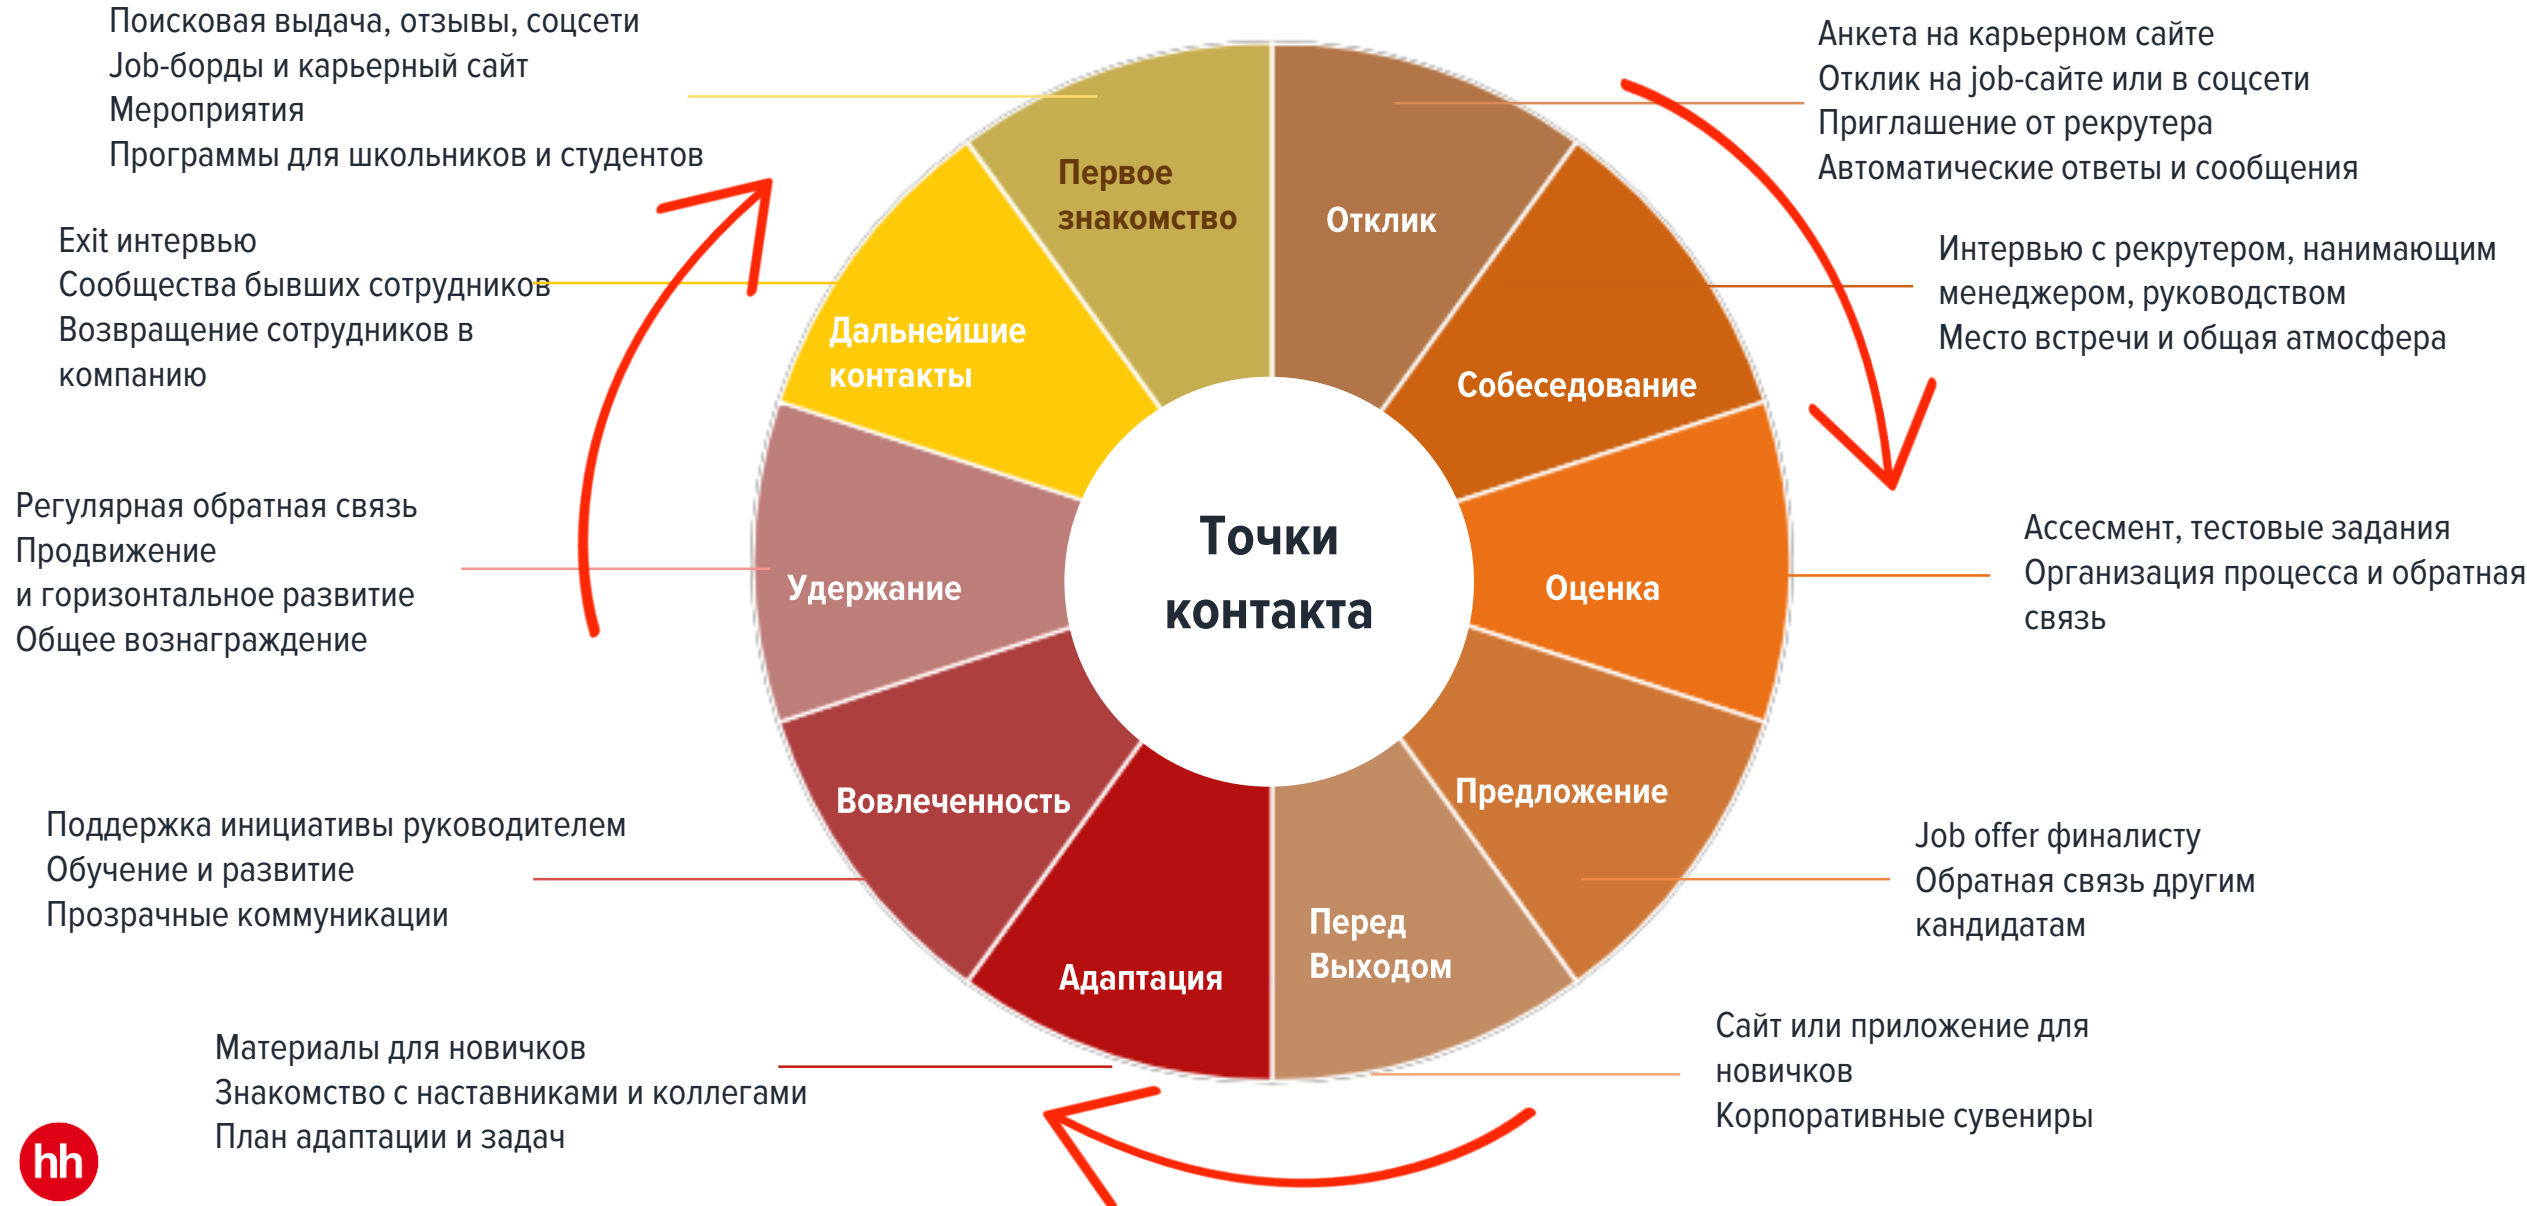 Поисковая выдача, отзывы, соцсети
Job-борды и карьерный сайт
Мероприятия
Программы для школьников и студентов
Анкета на карьерном сайте
Отклик на job-сайте или в соцсети
Приглашение от рекрутера
Автоматические ответы и сообщения
Exit интервью
Сообщества бывших сотрудников
Возвращение сотрудников в
компанию
Интервью с рекрутером, нанимающим
менеджером, руководством
Место встречи и общая атмосфера
Регулярная обратная связь
Продвижение
и горизонтальное развитие
Общее вознаграждение
Ассесмент, тестовые задания
Организация процесса и обратная
связь
Поддержка инициативы руководителем
Обучение и развитие
Прозрачные коммуникации
Job offer финалисту
Обратная связь другим
кандидатам
Материалы для новичков
Знакомство с наставниками и коллегами
План адаптации и задач
Сайт или приложение для
новичков
Корпоративные сувениры
Первое
знакомство
Отклик
Собеседование
Оценка
Предложение
Перед
Выходом
Адаптация
Вовлеченность
Удержание
Дальнейшие
контакты
Точки
контакта
hh